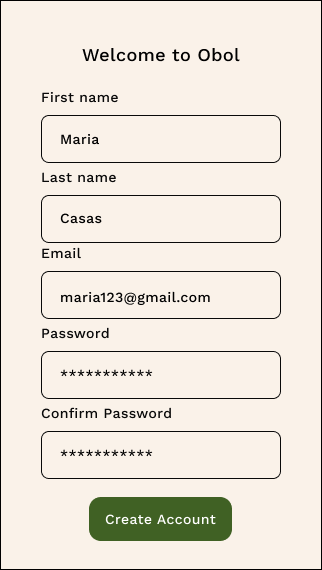 Welcome to Obol
First name
Maria
Last name
Casas
Email
maria123@gmail.com
Password
***********
Confirm Password
***********
Create Account